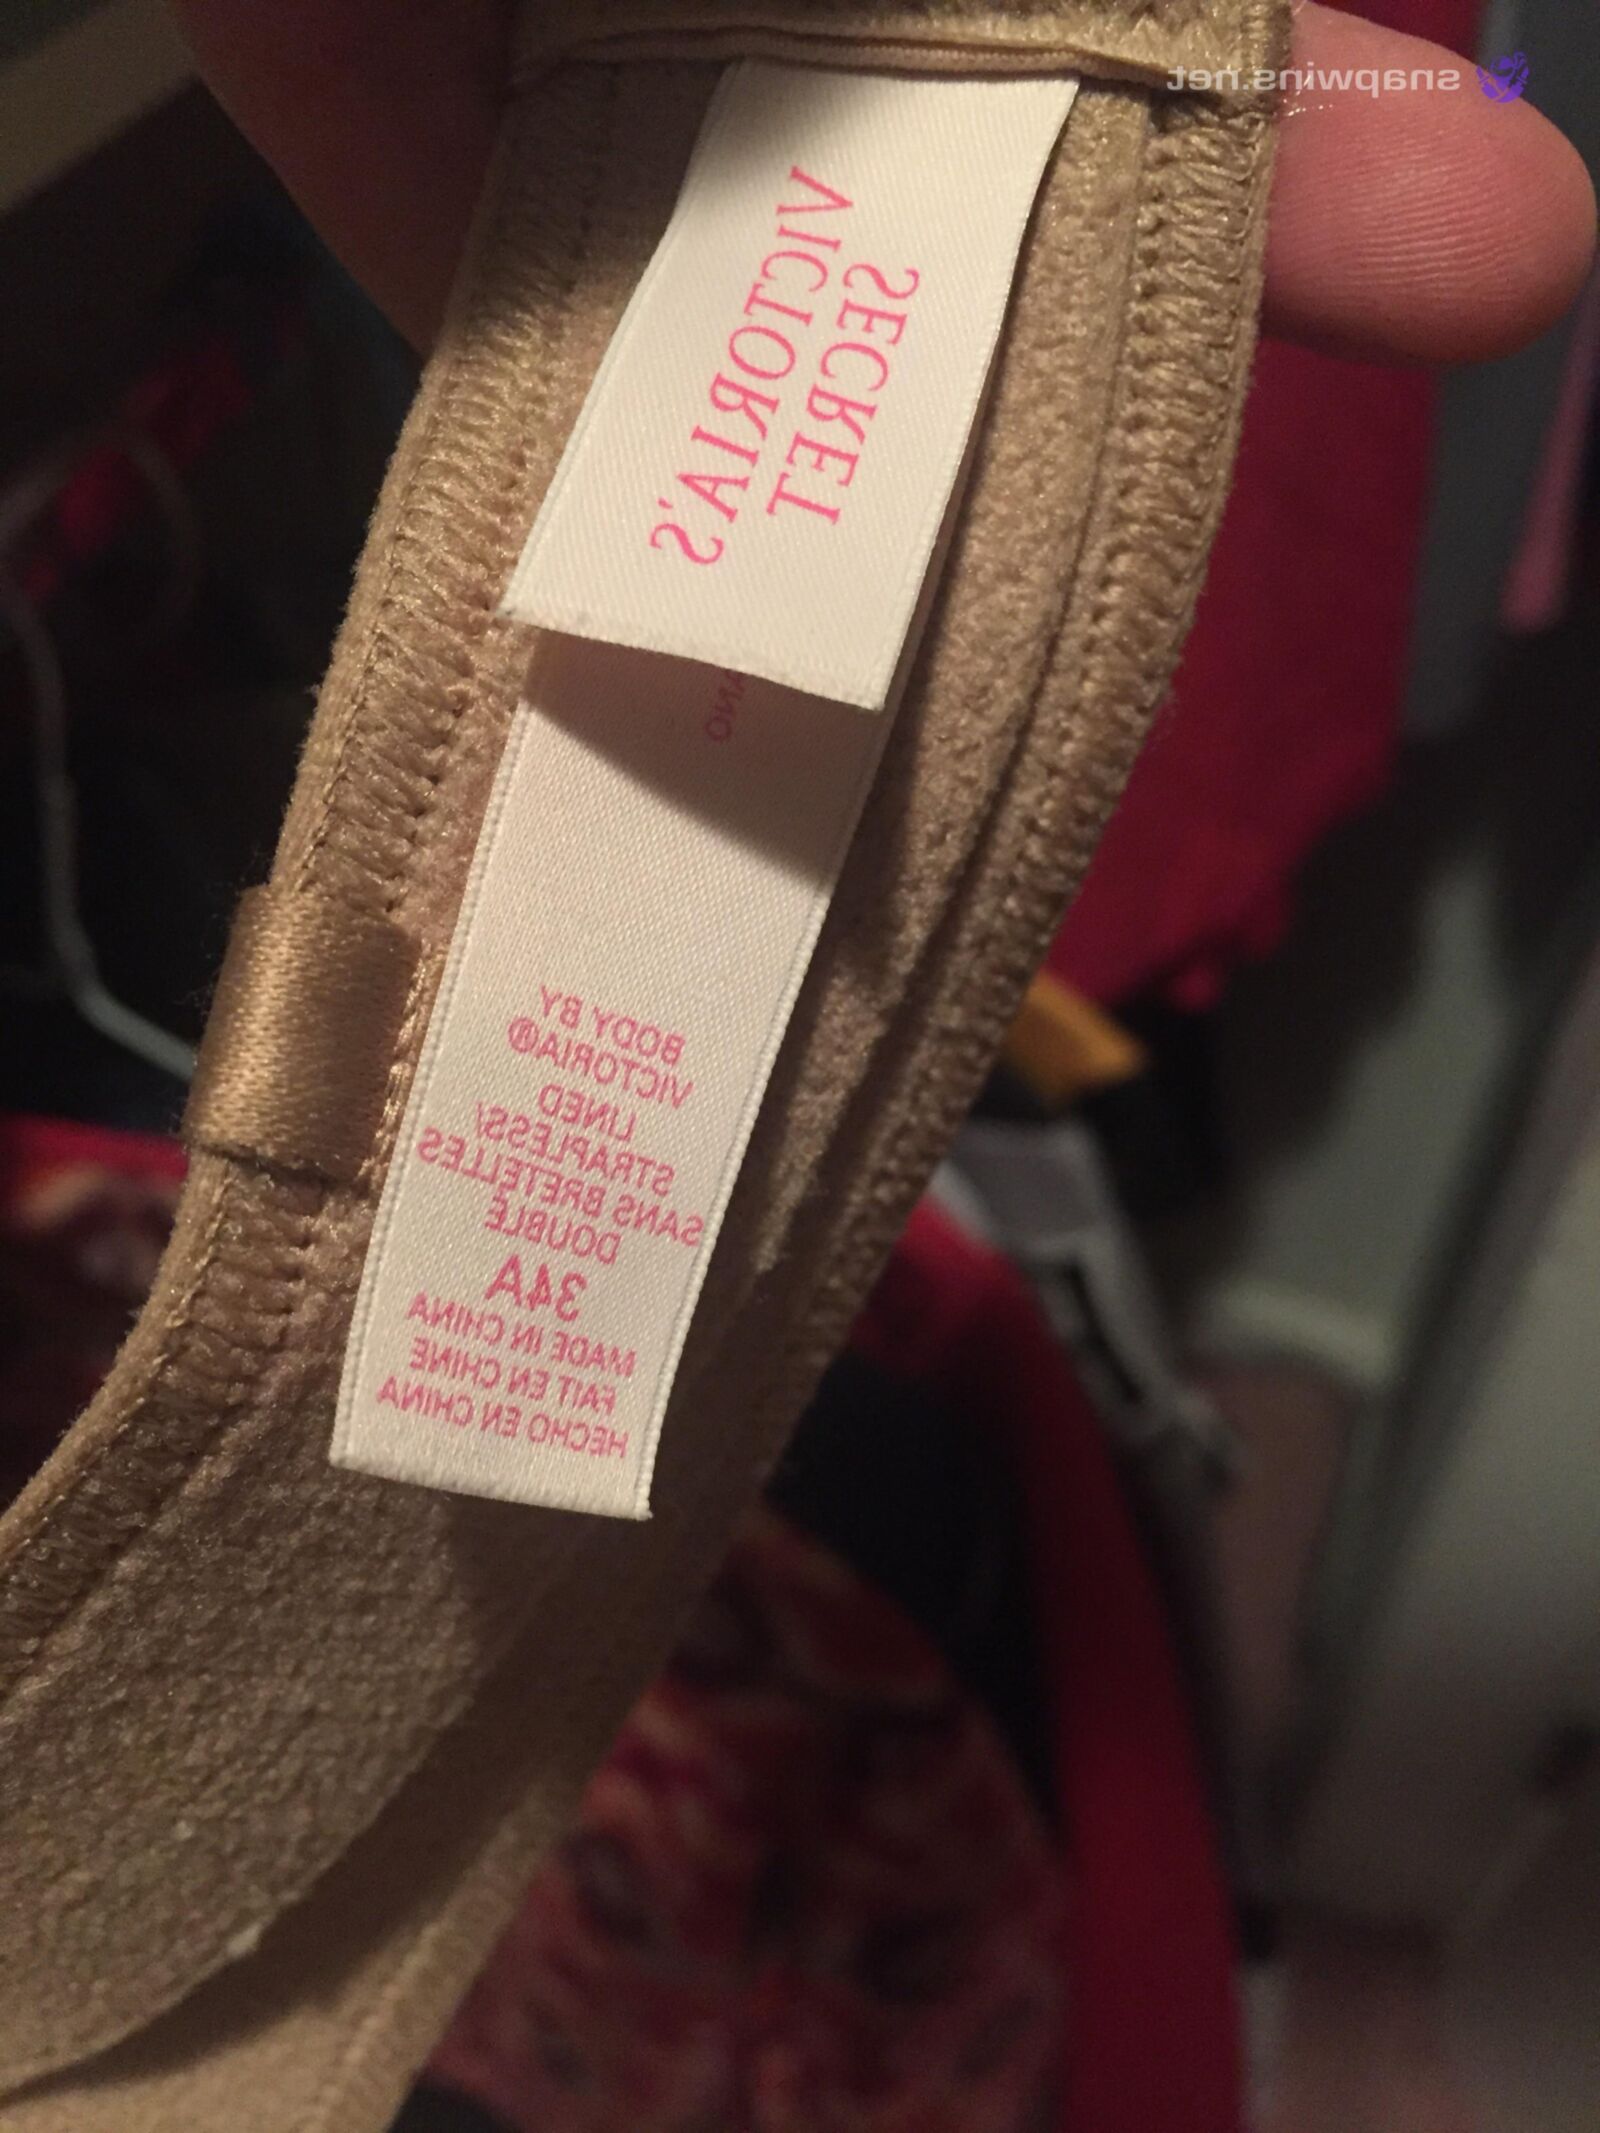 snapwins.net
VICTORIA'S
SECRET
BODY BY
VICTORIA®
LINED
STRAPLESS/
SANS BRETELLES
DOUBLÉ
34A
MADE IN CHINA
FAIT EN CHINE
HECHO EN CHINA